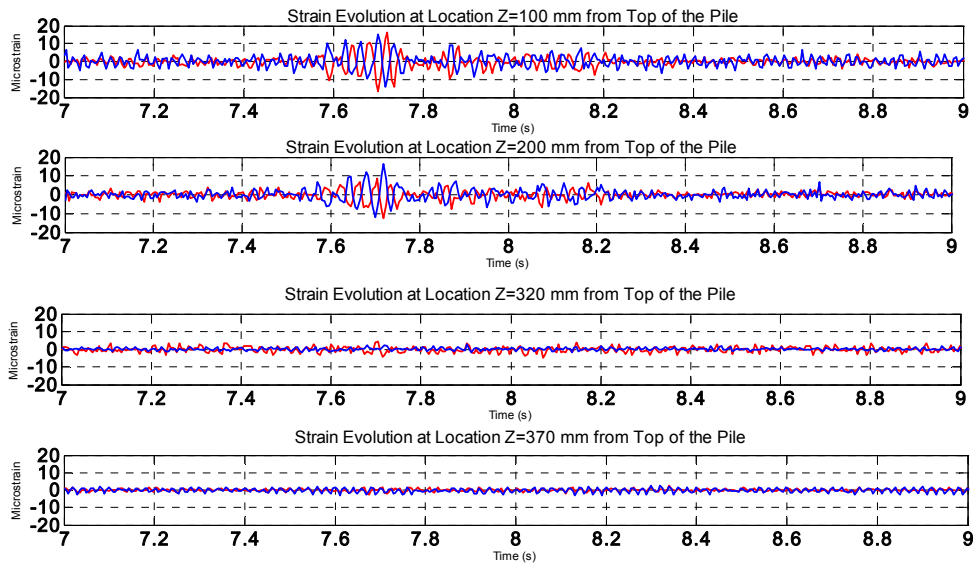 Strain Evolution at Location Z=100 mm from Top of the Pile
Microstrain
20
10
0
-10
-20
7 7.2 7.4 7.6 7.8 8 8.2 8.4 8.6 8.8 9
Time (s)
Strain Evolution at Location Z=200 mm from Top of the Pile
Microstrain
20
10
0
-10
-20
7 7.2 7.4 7.6 7.8 8 8.2 8.4 8.6 8.8 9
Time (s)
Strain Evolution at Location Z=320 mm from Top of the Pile
Microstrain
20
10
0
-10
-20
7 7.2 7.4 7.6 7.8 8 8.2 8.4 8.6 8.8 9
Time (s)
Strain Evolution at Location Z=370 mm from Top of the Pile
Microstrain
20
10
0
-10
-20
7 7.2 7.4 7.6 7.8 8 8.2 8.4 8.6 8.8 9
Time (s)